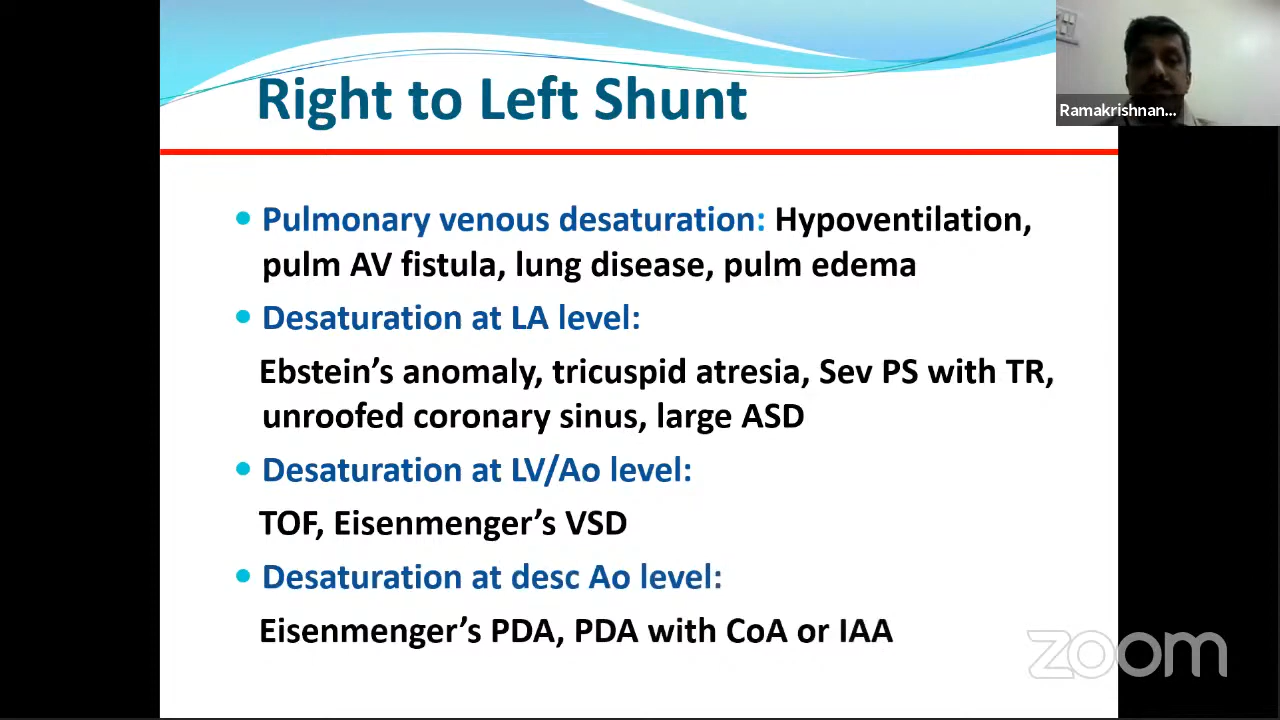 Right to Left Shunt
Ramakrishnan...
• Pulmonary venous desaturation: Hypoventilation,
pulm AV fistula, lung disease, pulm edema
• Desaturation at LA level:
Ebstein’s anomaly, tricuspid atresia, Sev PS with TR,
unroofed coronary sinus, large ASD
• Desaturation at LV/Ao level:
TOF, Eisenmenger’s VSD
• Desaturation at desc Ao level:
Eisenmenger’s PDA, PDA with CoA or IAA
zoom